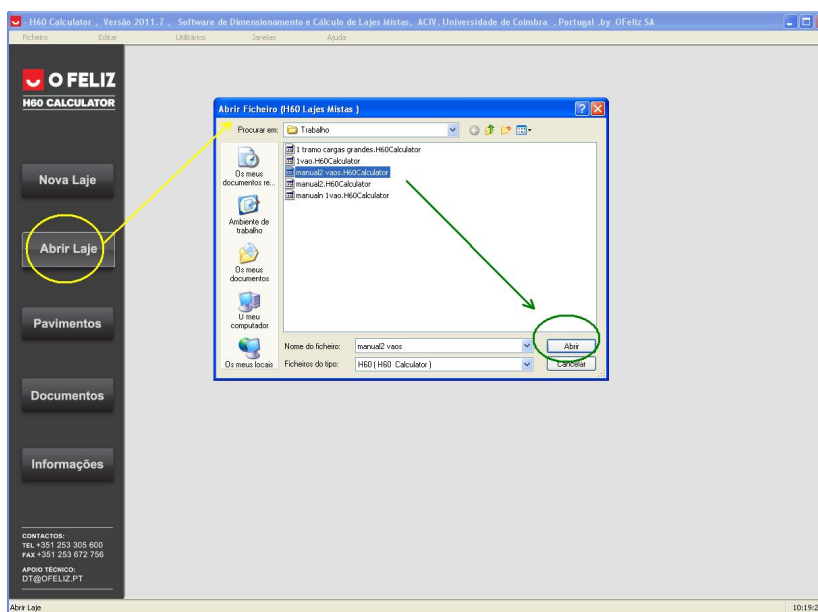 - H60 Calculator , Versão 2011.7 , Software de Dimensionamento e Cálculo de Lajes Mistas, ACIV, Universidade de Coimbra , Portugal .by OFeliz SA
Ficheiro Editar Utilitários Janelas Ajuda
O FELIZ
H60 CALCULATOR
Nova Laje
Abrir Laje
Pavimentos
Documentos
Informações
CONTACTOS:
TEL +351 253 305 600
FAX +351 253 672 756
APOIO TÉCNICO:
DT@OFELIZ.PT
Abrir Ficheiro (H60 Lajes Mistas )
Procurar em: Trabalho
Os meus
documentos re...
Ambiente de
trabalho
Os meus
documentos
O meu
computador
Os meus locais
1 tramo cargas grandes.H60Calculator
1vao.H60Calculator
manual2 vaos.H60Calculator
manual2.H60Calculator
manualn 1vao.H60Calculator
Nome do ficheiro: manual2 vaos Abrir
Ficheiros do tipo: H60 ( H60 Calculator ) Cancelar
Abrir Laje 10:19:2